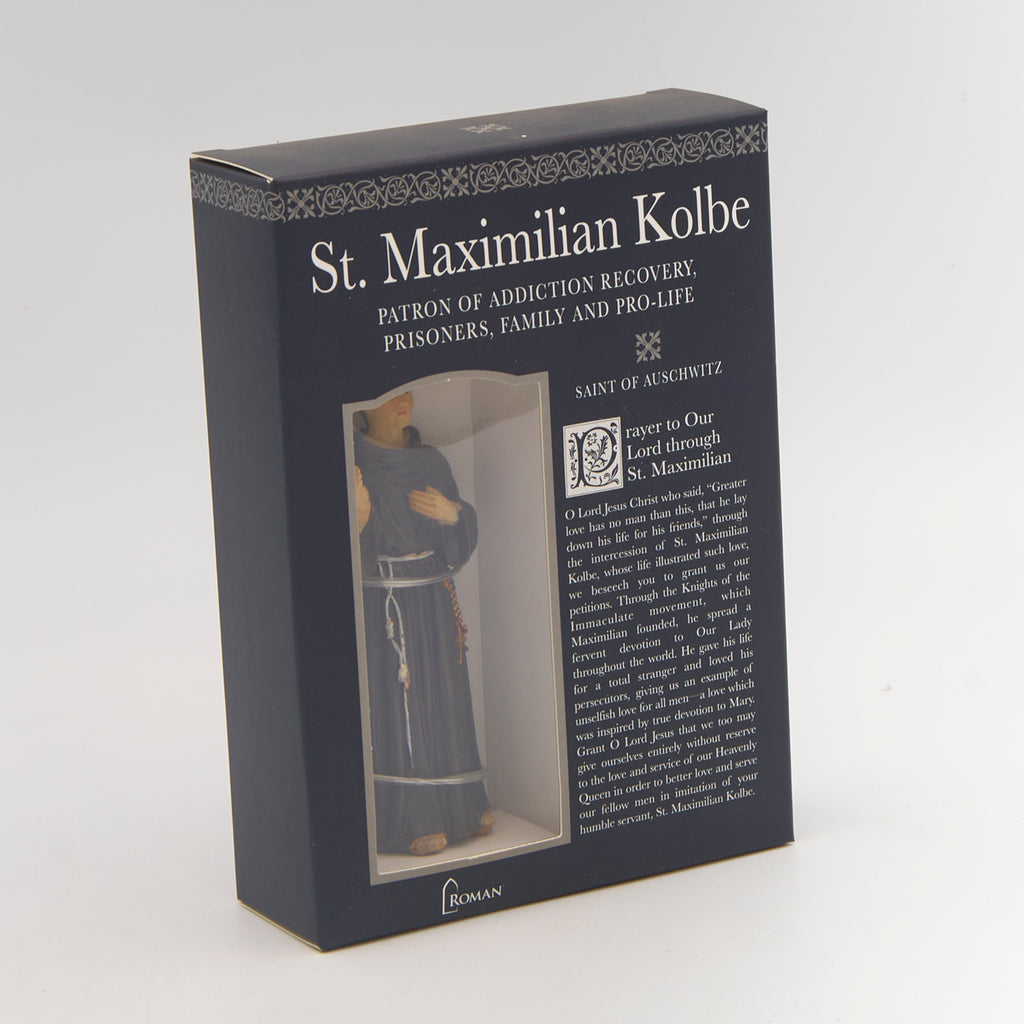 St. Maximilian Kolbe
PATRON OF ADDICTION RECOVERY,
PRISONERS, FAMILY AND PRO-LIFE
SAINT OF AUSCHWITZ
Prayer to Our
Lord through
St. Maximilian
O Lord Jesus Christ who said, “Greater
love has no man than this, that he lay
down his life for his friends,” through
the intercession of St. Maximilian
Kolbe, whose life illustrated such love,
we beseech you to grant us our
petitions. Through the Knights of the
Immaculate movement, which
Maximilian founded, he spread a
fervent devotion to Our Lady
throughout the world. He gave his life
for a total stranger and loved his
persecutors, giving us an example of
unselfish love for all men—a love which
was inspired by true devotion to Mary.
Grant O Lord Jesus that we too may
give ourselves entirely without reserve
to the love and service of our Heavenly
Queen in order to better love and serve
our fellow men in imitation of your
humble servant, St. Maximilian Kolbe.
ROMAN